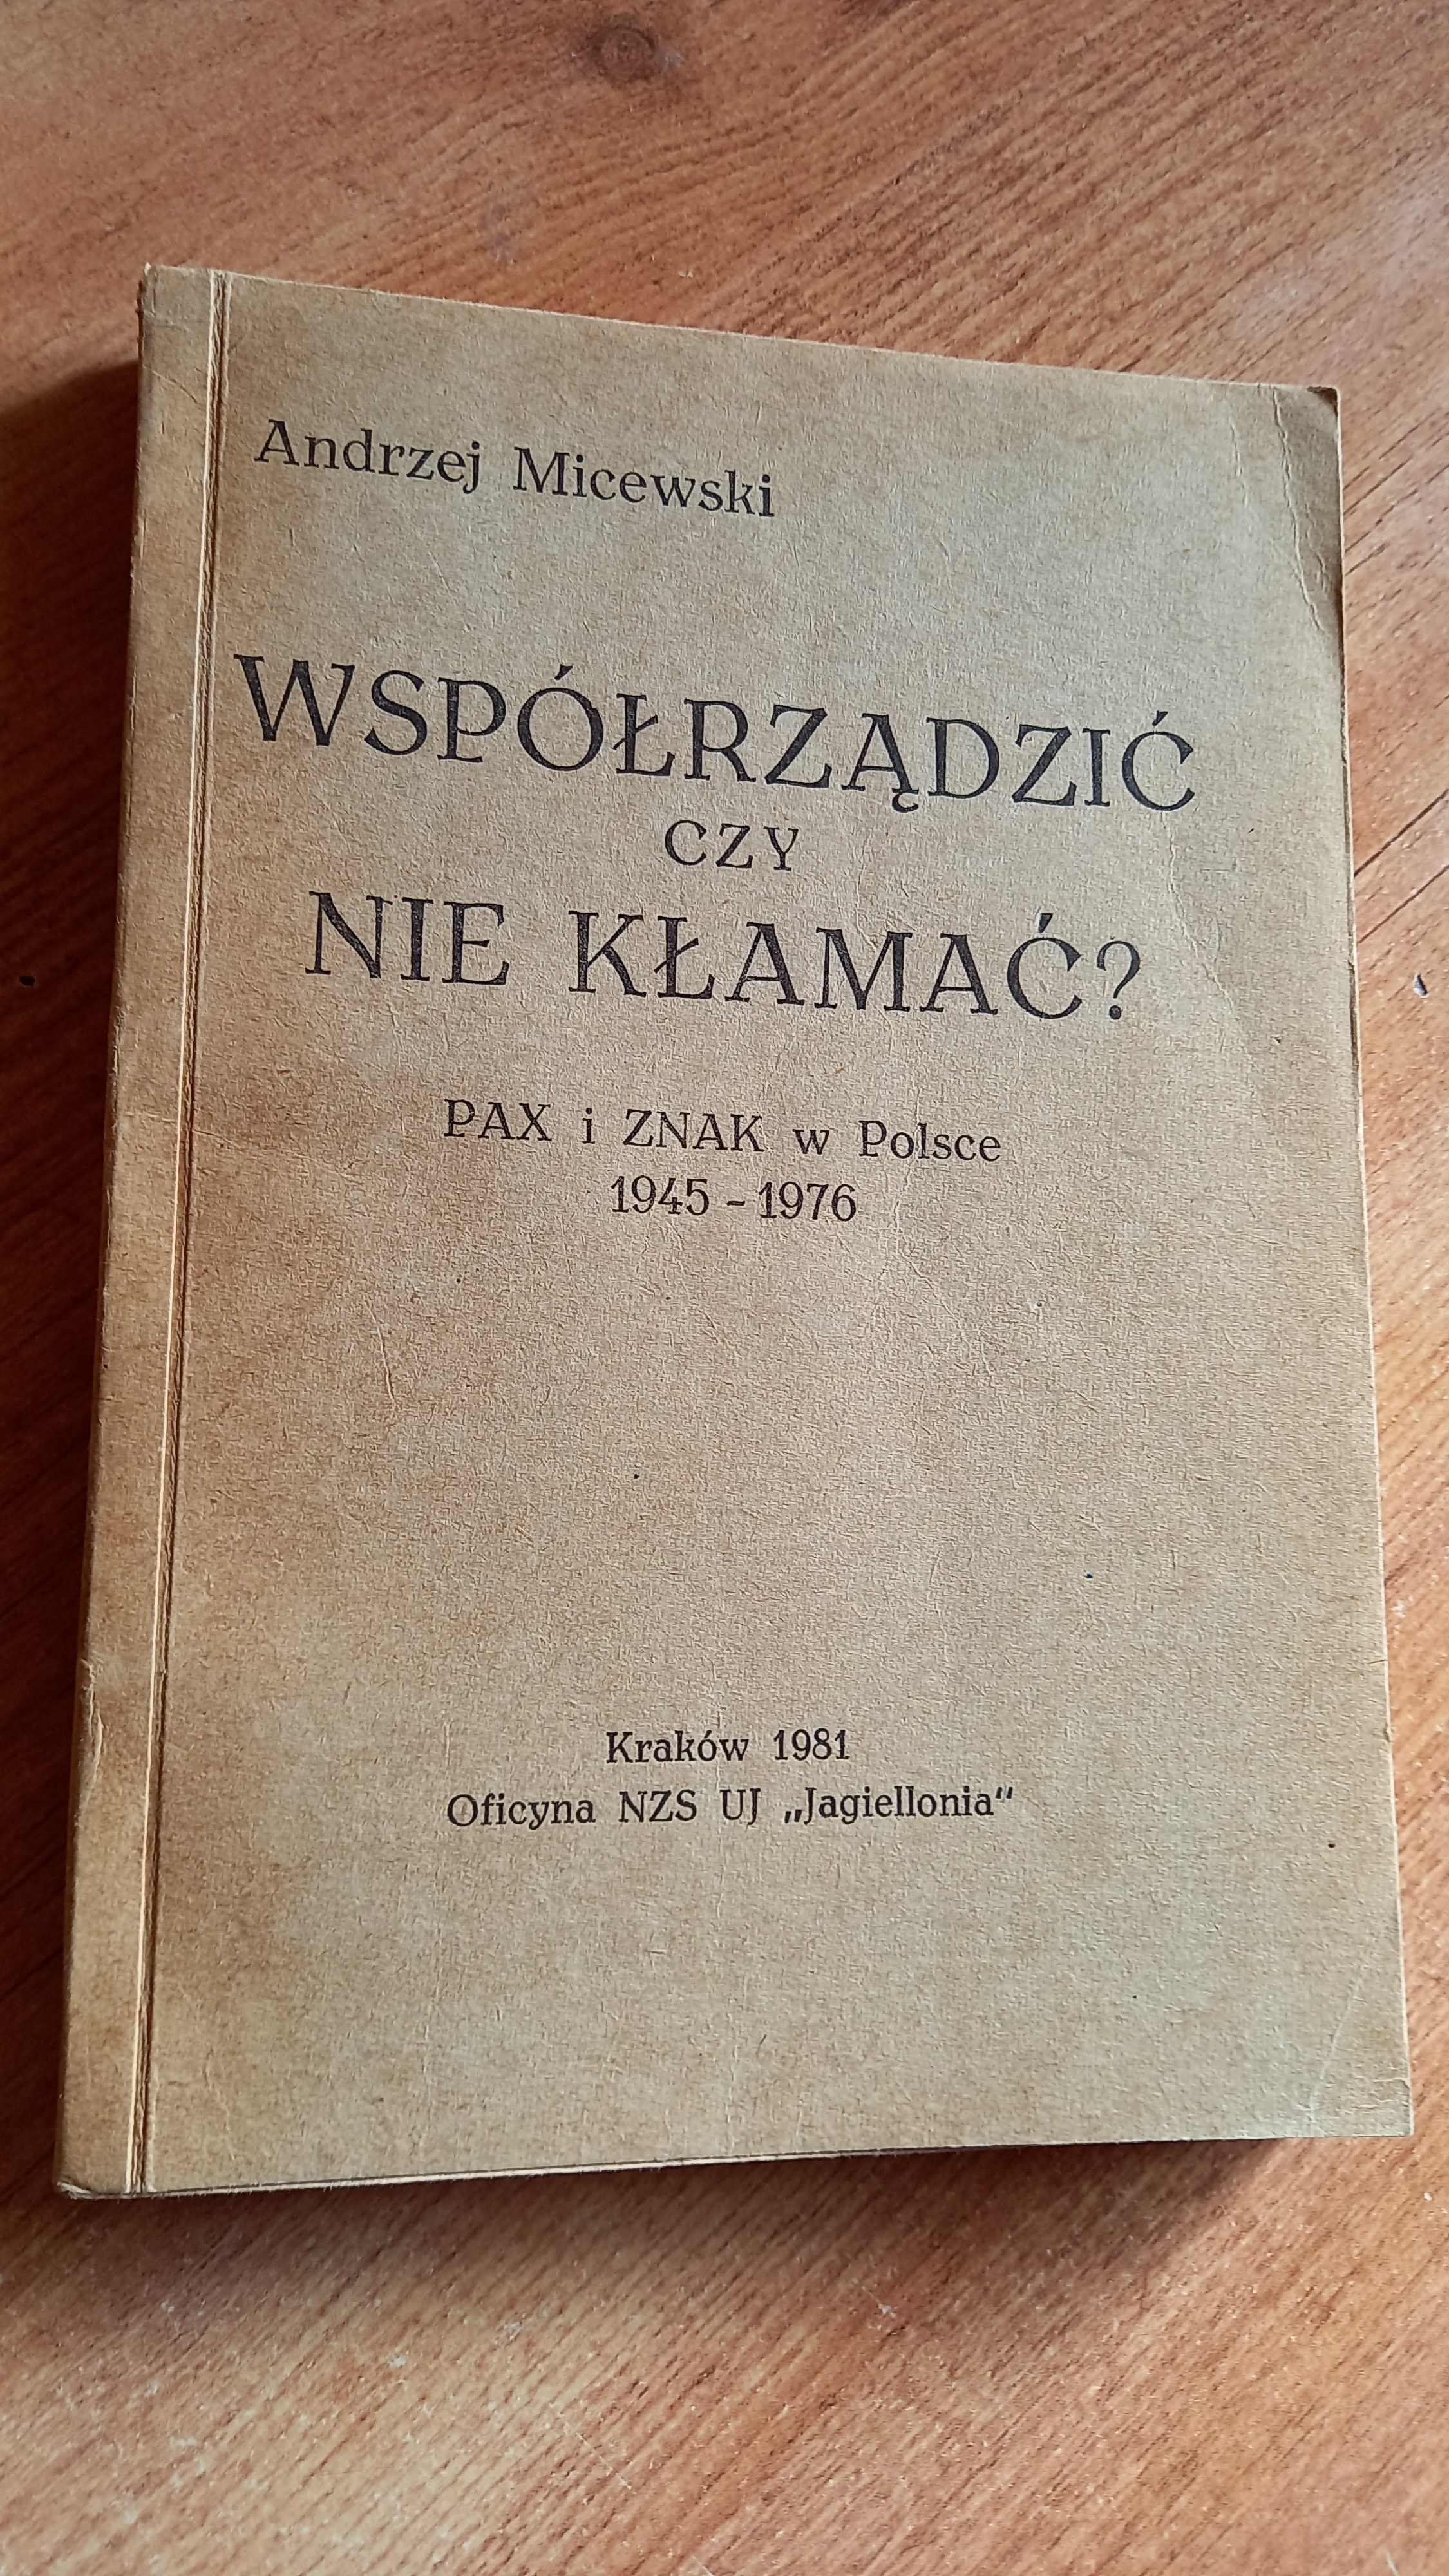 Andrzej Micewski
WSPÓŁRZĄDZIĆ
CZY
NIE KŁAMAĆ?
PAX i ZNAK w Polsce
1945-1976
Kraków 1981
Oficyna NZS UJ „Jagiellonia“